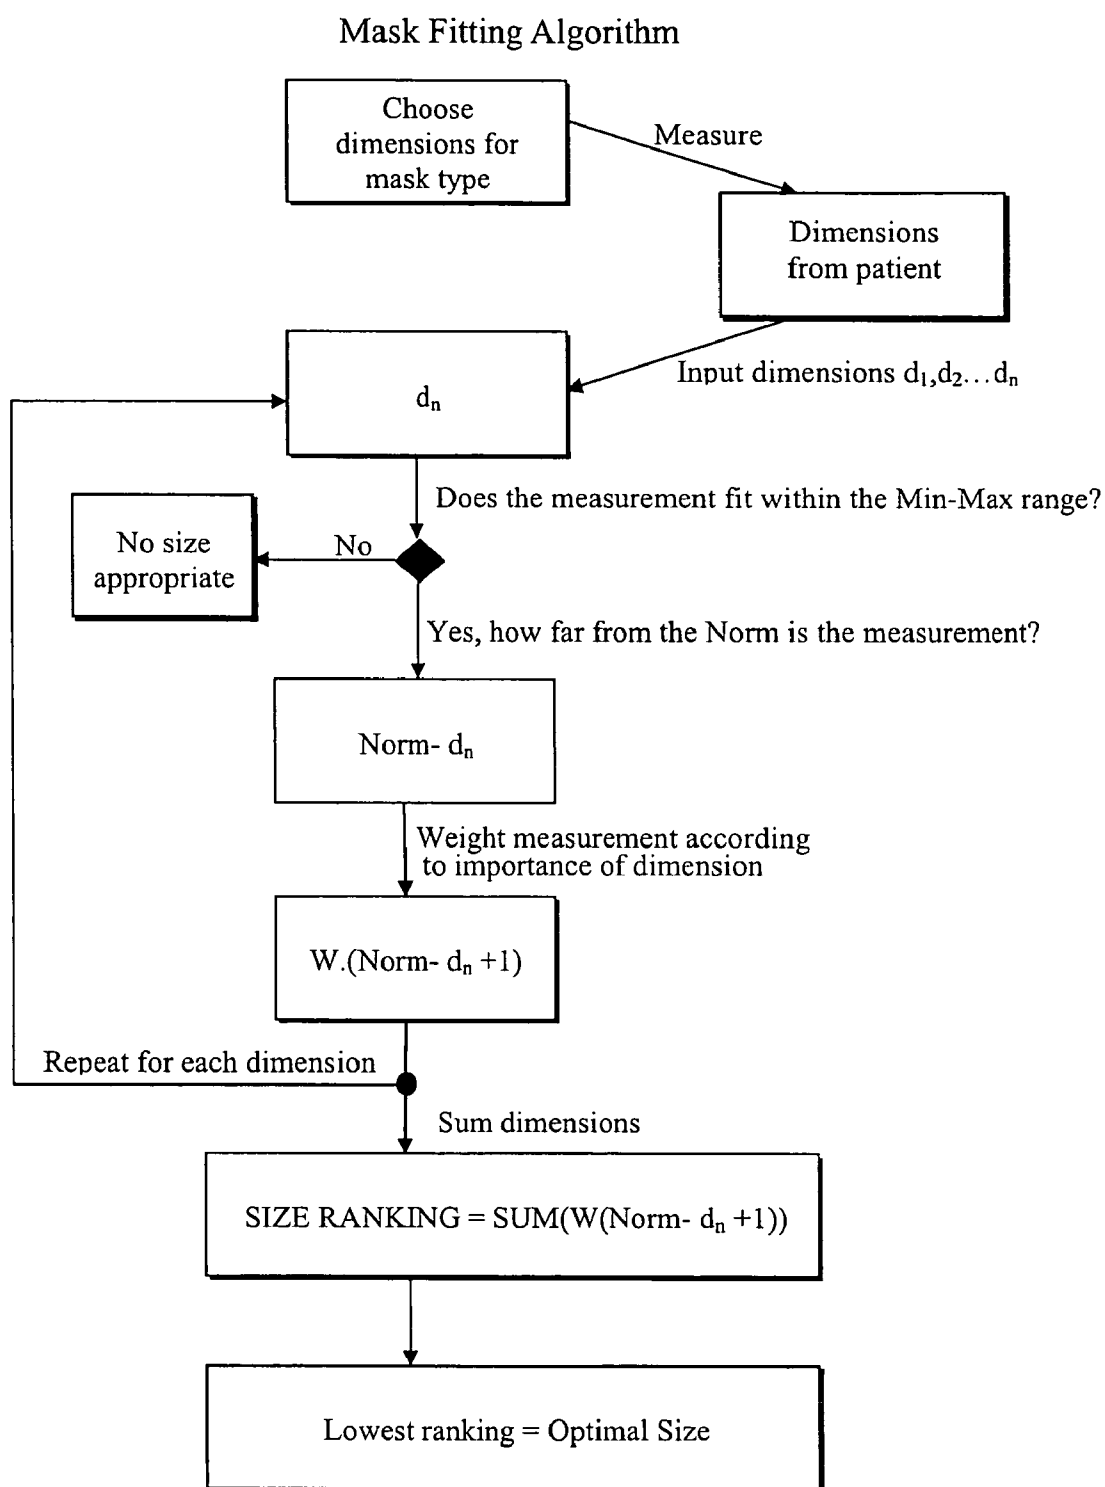 Mask Fitting Algorithm
Choose
dimensions for
mask type
Measure
Dimensions
from patient
Input dimensions d₁,d₂...dₙ
dₙ
Does the measurement fit within the Min-Max range?
No
No size
appropriate
Yes, how far from the Norm is the measurement?
Norm- dₙ
Weight measurement according
to importance of dimension
W.(Norm- dₙ +1)
Repeat for each dimension
Sum dimensions
SIZE RANKING = SUM(W(Norm- dₙ +1))
Lowest ranking = Optimal Size